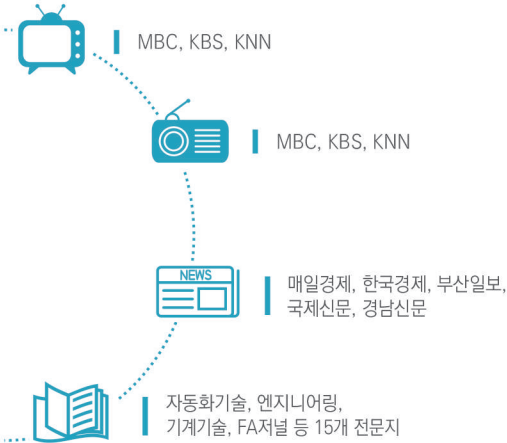 MBC, KBS, KNN
MBC, KBS, KNN
NEWS
매일경제, 한국경제, 부산일보,
국제신문, 경남신문
자동화기술, 엔지니어링,
기계기술, FA저널 등 15개 전문지